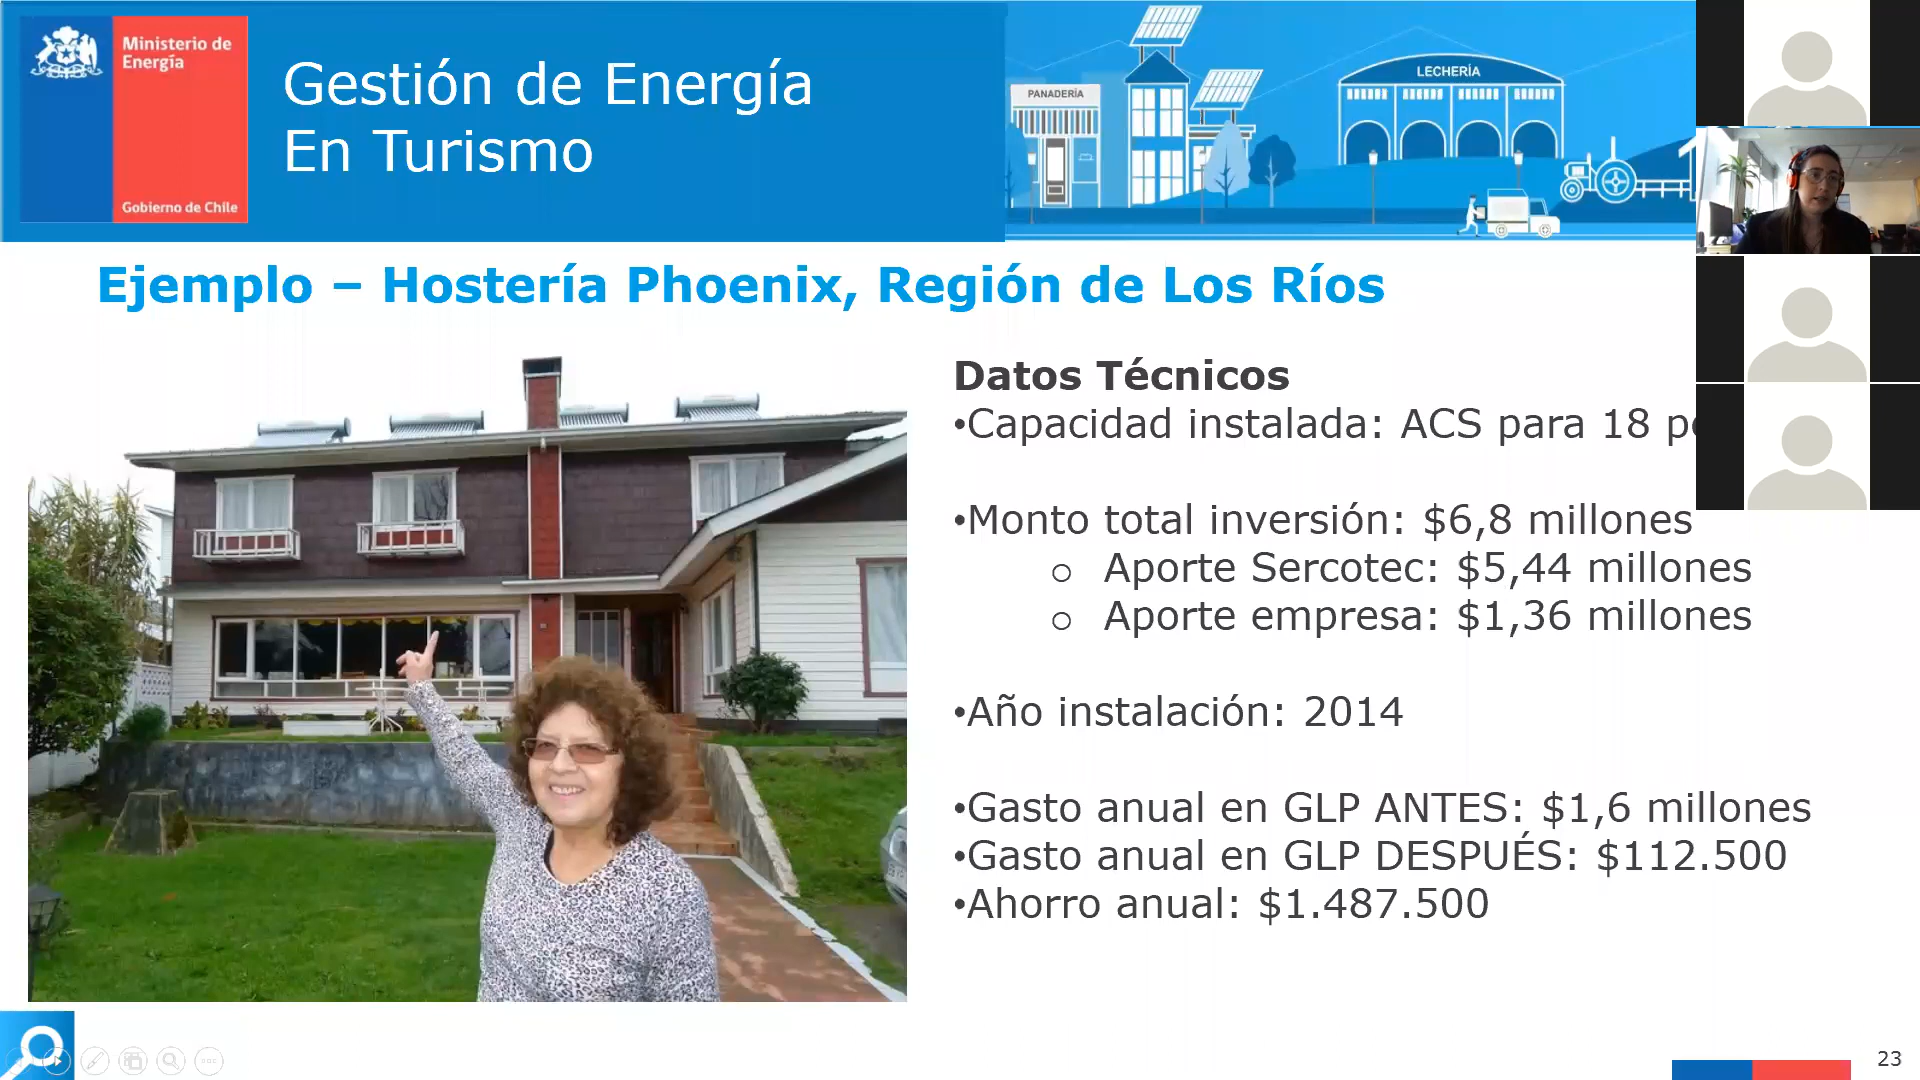 Ministerio de
Energía
Gobierno de Chile
Gestión de Energía
En Turismo
PANADERÍA
LECHERÍA
Ejemplo – Hostería Phoenix, Región de Los Ríos
Datos Técnicos
•Capacidad instalada: ACS para 18
•Monto total inversión: $6,8 millones
o Aporte Sercotec: $5,44 millones
o Aporte empresa: $1,36 millones
•Año instalación: 2014
•Gasto anual en GLP ANTES: $1,6 millones
•Gasto anual en GLP DESPUÉS: $112.500
•Ahorro anual: $1.487.500
23